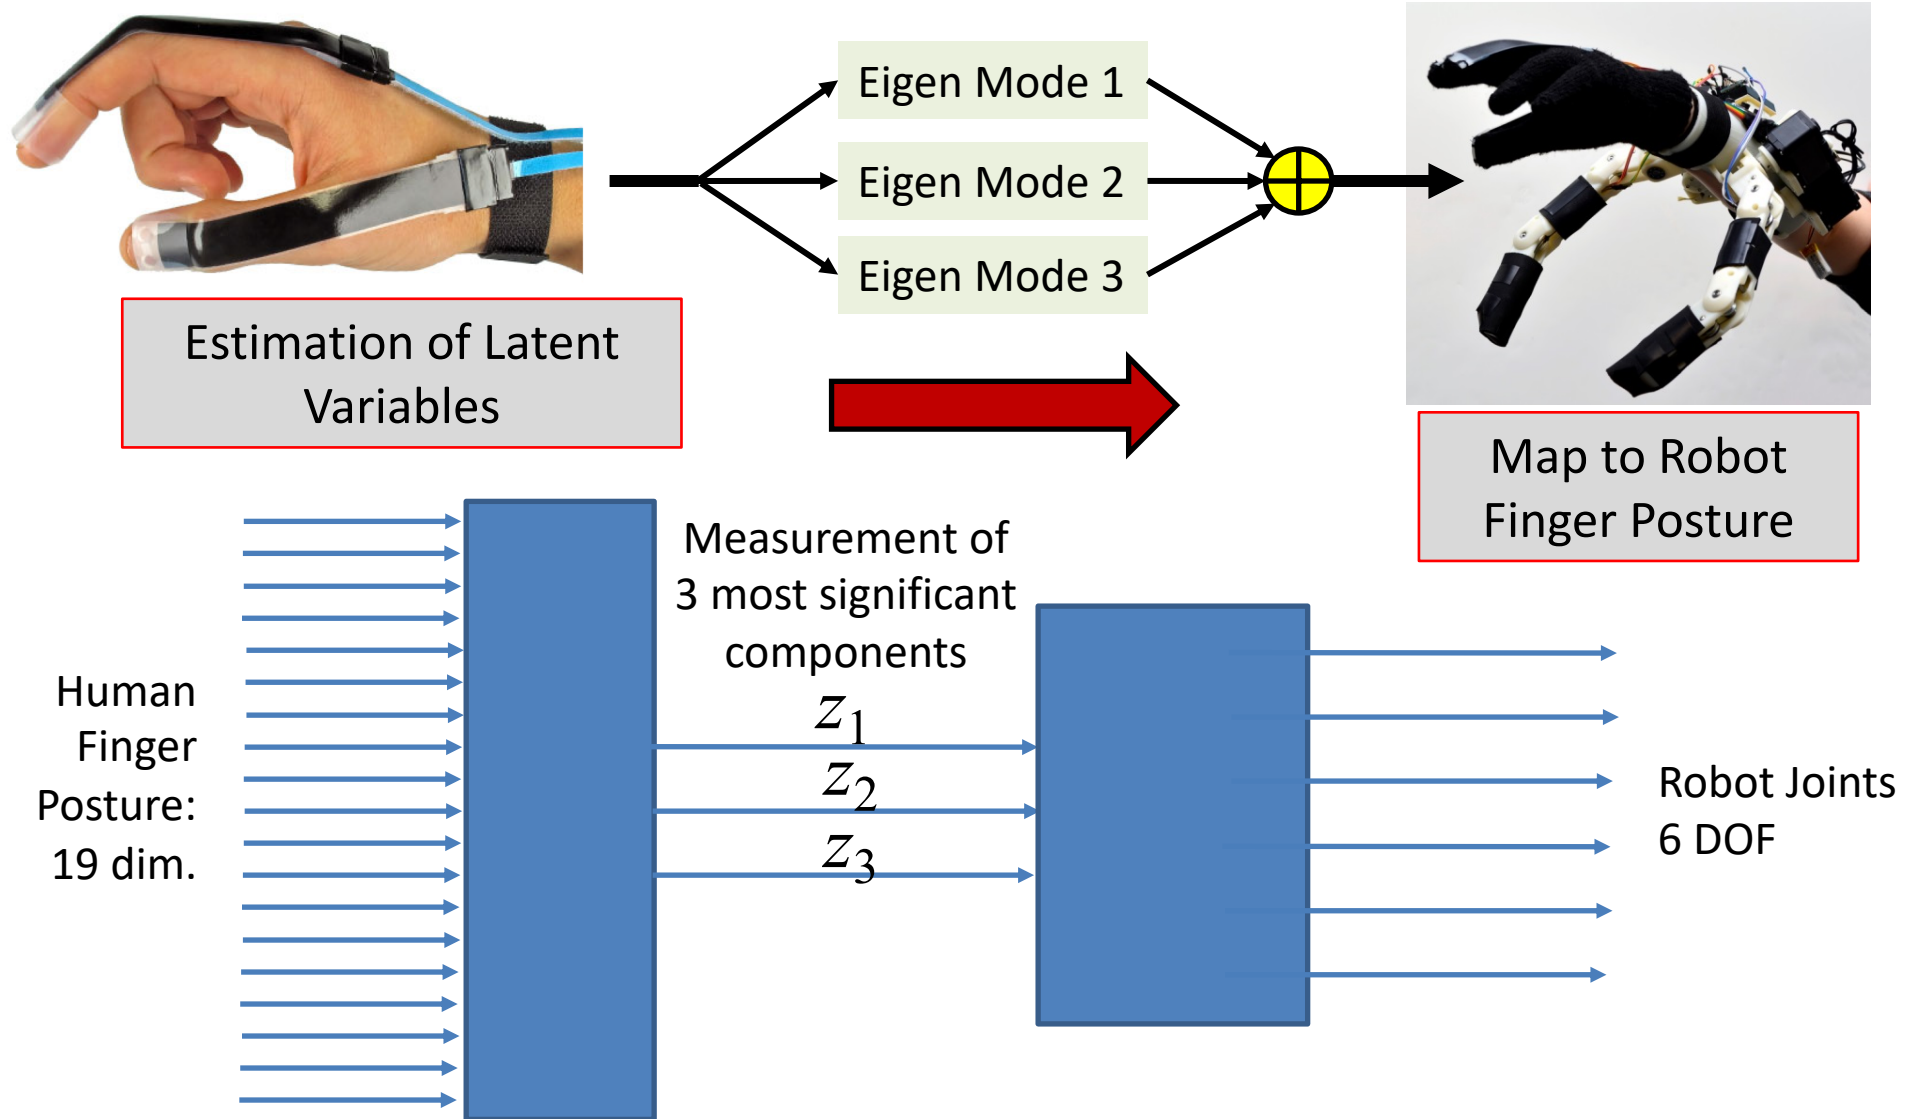 Eigen Mode 1
Eigen Mode 2
Eigen Mode 3
Estimation of Latent
Variables
Map to Robot
Finger Posture
Measurement of
3 most significant
components
Human
Finger
Posture:
19 dim.
z1
z2
z3
Robot Joints
6 DOF